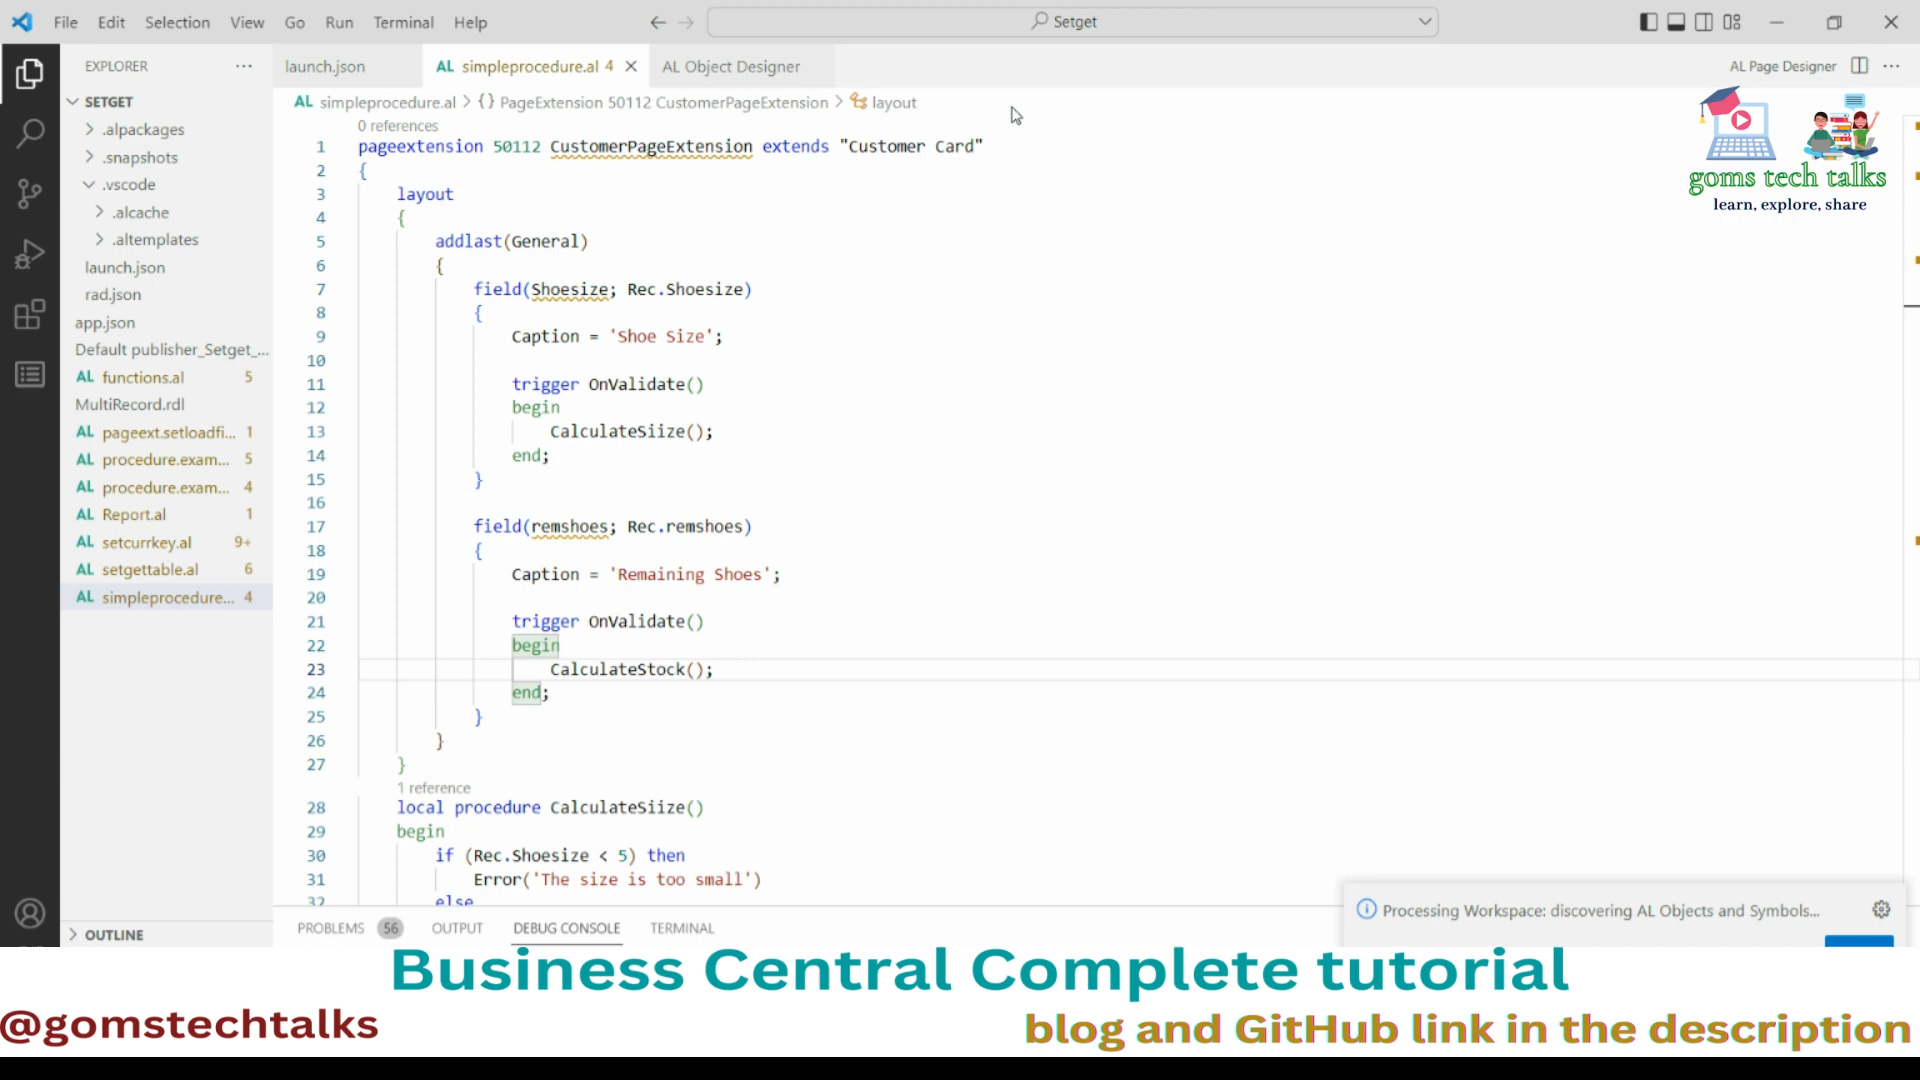 File Edit Selection View Go Run Terminal Help Setget
EXPLORER ... launch.json AL simpleprocedure.al 4 AL Object Designer AL Page Designer ...
SETGET AL simpleprocedure.al > {} PageExtension 50112 CustomerPageExtension > layout
.alpackages
.snapshots
.vscode
.alcache
.altemplates
launch.json
rad.json
app.json
Default publisher_Setget_...
AL functions.al 5
MultiRecord.rdl
AL pageext.setloadfi... 1
AL procedure.exam... 5
AL procedure.exam... 4
AL Report.al 1
AL setcurrkey.al 9+
AL setgettable.al 6
AL simpleprocedure... 4
OUTLINE
0 references
1 pageextension 50112 CustomerPageExtension extends "Customer Card"
2 {
3 layout
4 {
5 addlast(General)
6 {
7 field(Shoesize; Rec.Shoesize)
8 {
9 Caption = 'Shoe Size';
10
11 trigger OnValidate()
12 begin
13 CalculateSiize();
14 end;
15 }
16
17 field(remshoes; Rec.remshoes)
18 {
19 Caption = 'Remaining Shoes';
20
21 trigger OnValidate()
22 begin
23 CalculateStock();
24 end;
25 }
26 }
27 }
1 reference
28 local procedure CalculateSiize()
29 begin
30 if (Rec.Shoesize < 5) then
31 Error('The size is too small')
32 else
goms tech talks
learn, explore, share
PROBLEMS 56 OUTPUT DEBUG CONSOLE TERMINAL
Processing Workspace: discovering AL Objects and Symbols...
Business Central Complete tutorial
@gomstechtalks
blog and GitHub link in the description